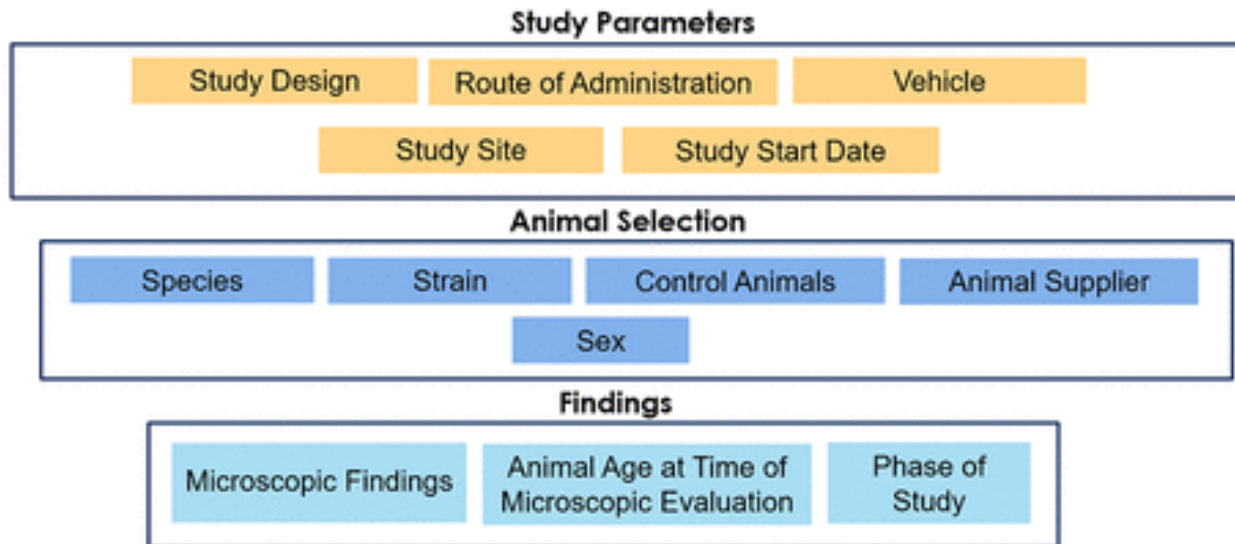 Study Parameters
Study Design
Route of Administration
Vehicle
Study Site
Study Start Date
Animal Selection
Species
Strain
Control Animals
Animal Supplier
Sex
Findings
Microscopic Findings
Animal Age at Time of
Microscopic Evaluation
Phase of
Study